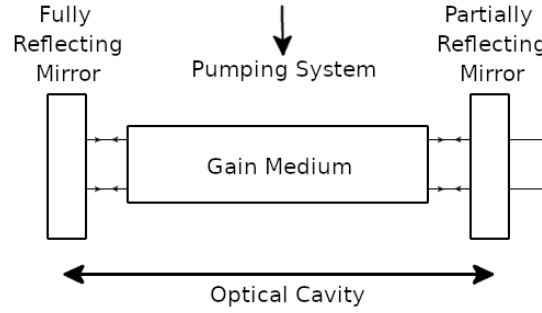 Fully
Reflecting
Mirror
Pumping System
Partially
Reflecting
Mirror
Gain Medium
Optical Cavity